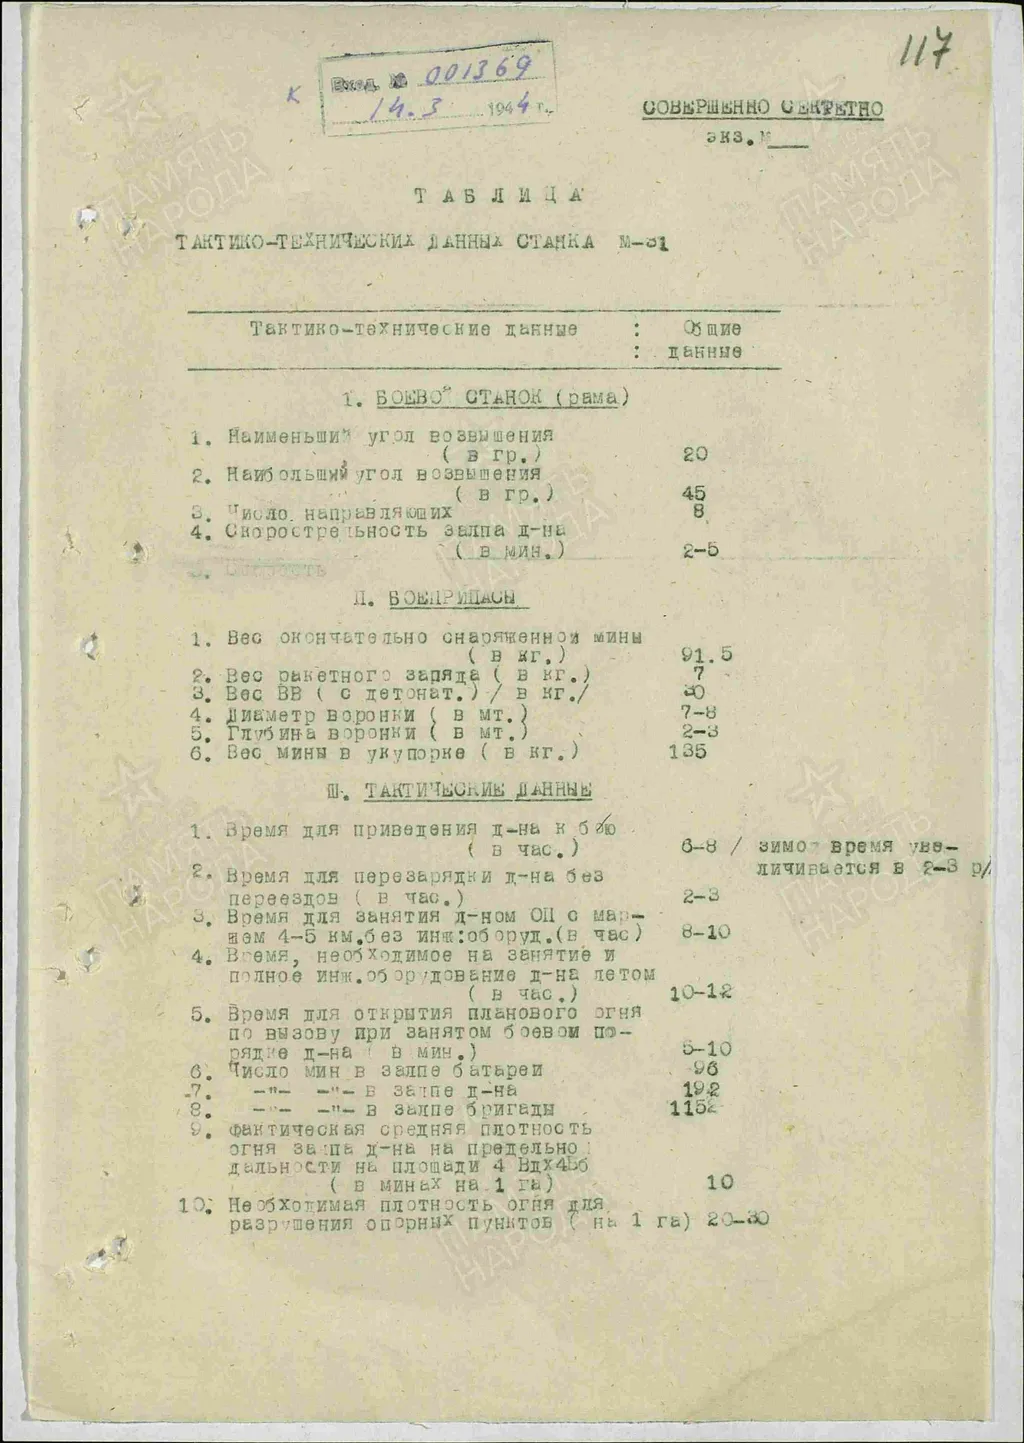 117
Вход. № 001369
к
14.3 1944 г.
СОВЕРШЕННО СЕКРЕТНО
экз.№
ТАБЛИЦА
ТАКТИКО-ТЕХНИЧЕСКИХ ДАННЫХ СТАНКА М-31
Тактико-технические данные : Общие
: данные
I. БОЕВОЙ СТАНОК (рама)
1. Наименьший угол возвышения
( в гр.) 20
2. Наибольший угол возвышения
( в гр.) 45
3. Число направляющих 8
4. Скорострельность залпа д-на
( в мин.) 2-5
П. БОЕПРИПАСЫ
1. Вес окончательно снаряженной мины
( в кг.) 91.5
2. Вес ракетного заряда ( в кг.) 7
3. Вес ВВ ( с детонат.) / в кг./ 30
4. Диаметр воронки ( в мт.) 7-8
5. Глубина воронки ( в мт.) 2-3
6. Вес мины в укупорке ( в кг.) 135
Ш. ТАКТИЧЕСКИЕ ДАННЫЕ
1. Время для приведения д-на к бою
( в час.) 6-8 / зимой время уве-
личивается в 2-3 р/
2. Время для перезарядки д-на без
переездов ( в час.) 2-3
3. Время для занятия д-ном ОП с мар-
шем 4-5 км.без инж:оборуд.(в час) 8-10
4. Время, необходимое на занятие и
полное инж.оборудование д-на летом
( в час.) 10-12
5. Время для открытия планового огня
по вызову при занятом боевом по-
рядке д-на ( в мин.) 5-10
6. Число мин в залпе батареи 96
7. -"- -"- в залпе д-на 192
8. -"- -"- в залпе бригады 1152
9. Фактическая средняя плотность
огня залпа д-на на предельной
дальности на площади 4 ВдХ4Вб
( в минах на 1 га) 10
10. Необходимая плотность огня для
разрушения опорных пунктов ( на 1 га) 20-30
ПАМЯТЬ
НАРОДА